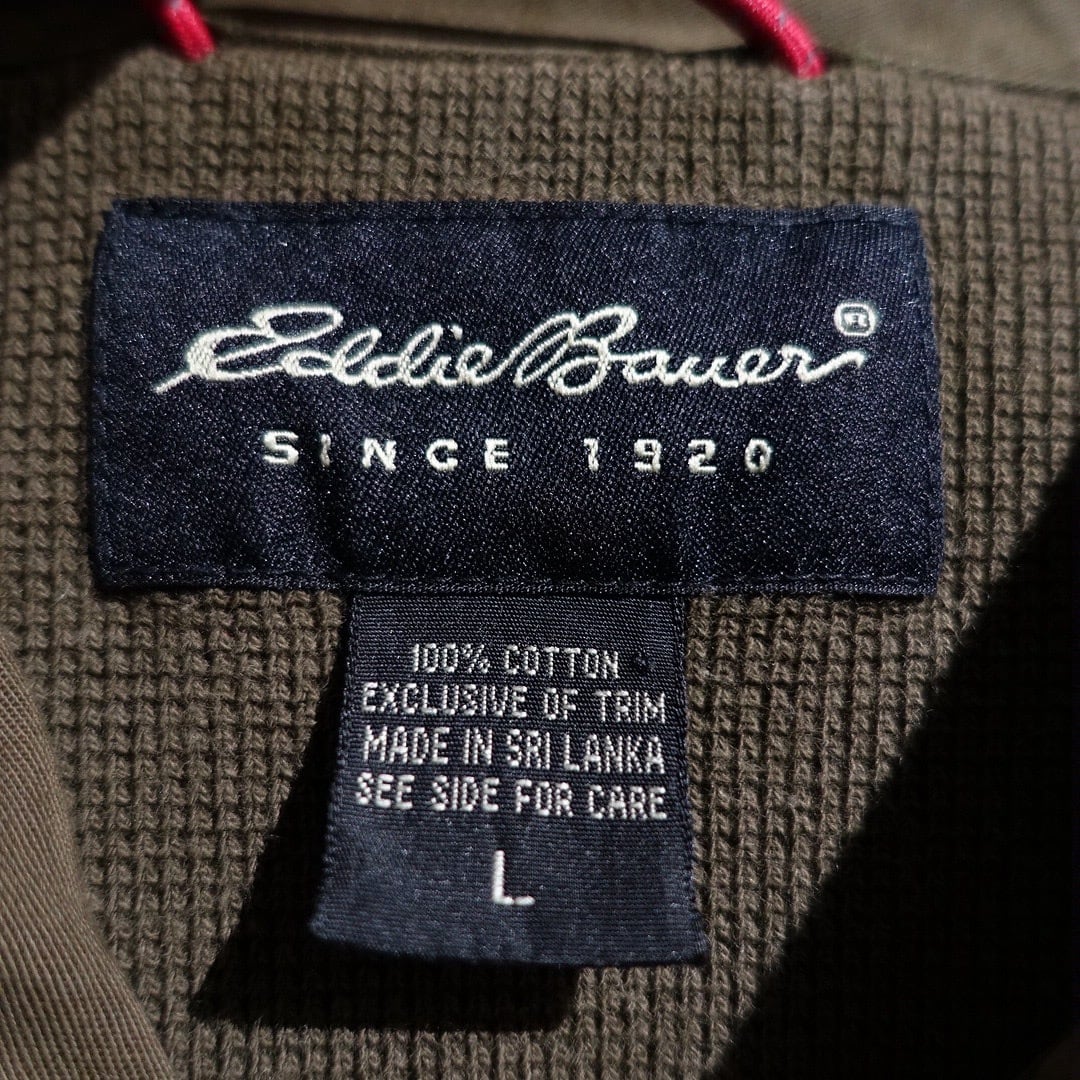 Eddie Bauer®
SINCE 1920
100% COTTON
EXCLUSIVE OF TRIM
MADE IN SRI LANKA
SEE SIDE FOR CARE
L